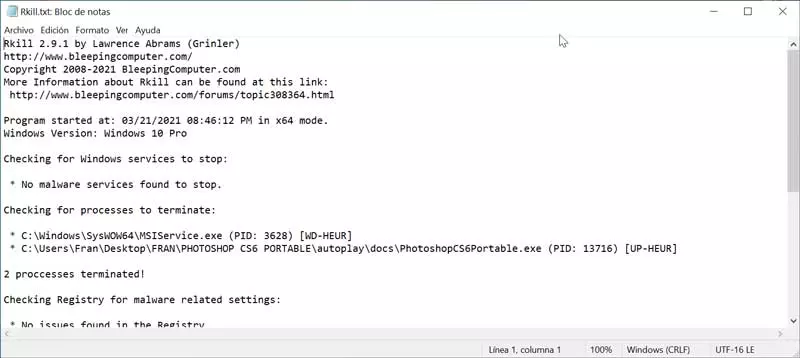 Rkill.txt: Bloc de notas
Archivo Edición Formato Ver Ayuda
Rkill 2.9.1 by Lawrence Abrams (Grinler)
http://www.bleepingcomputer.com/
Copyright 2008-2021 BleepingComputer.com
More Information about Rkill can be found at this link:
http://www.bleepingcomputer.com/forums/topic308364.html
Program started at: 03/21/2021 08:46:12 PM in x64 mode.
Windows Version: Windows 10 Pro
Checking for Windows services to stop:
* No malware services found to stop.
Checking for processes to terminate:
* C:\Windows\SysWOW64\MSIService.exe (PID: 3628) [WD-HEUR]
* C:\Users\Fran\Desktop\FRAN\PHOTOSHOP CS6 PORTABLE\autoplay\docs\PhotoshopCS6Portable.exe (PID: 13716) [UP-HEUR]
2 proccesses terminated!
Checking Registry for malware related settings:
* No issues found in the Registry
Línea 1, columna 1 100% Windows (CRLF) UTF-16 LE